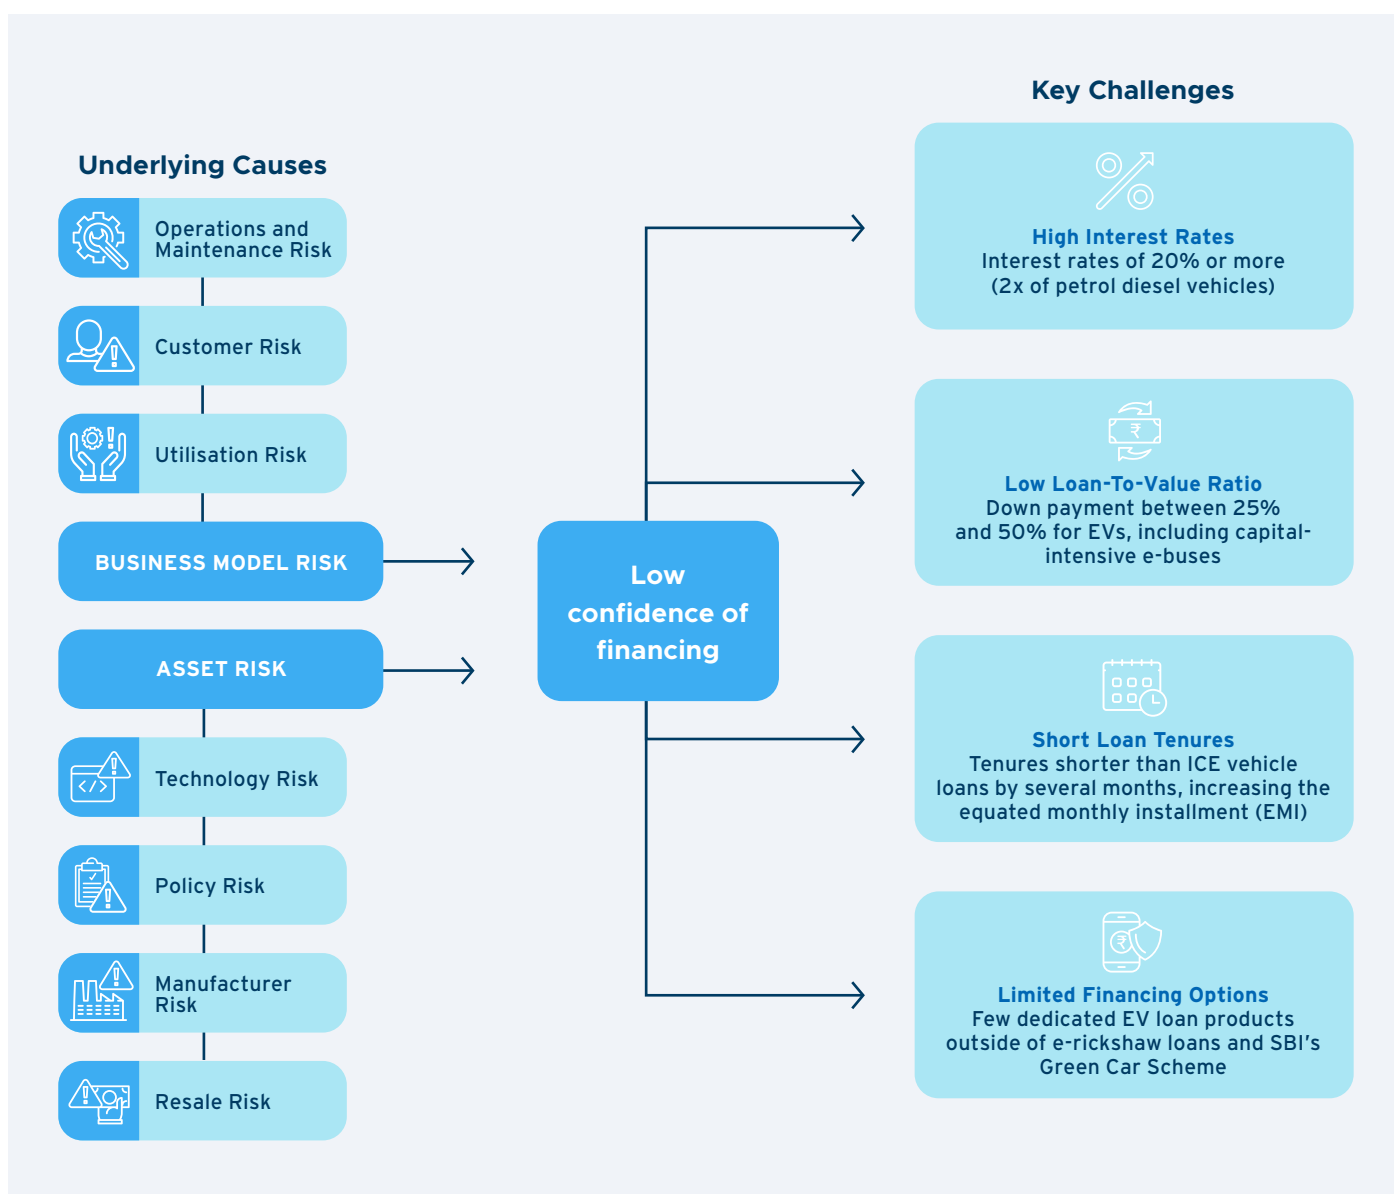 Underlying Causes
Operations and
Maintenance Risk
Customer Risk
Utilisation Risk
BUSINESS MODEL RISK
ASSET RISK
Technology Risk
Policy Risk
Manufacturer
Risk
Resale Risk
Low
confidence of
financing
Key Challenges
High Interest Rates
Interest rates of 20% or more
(2x of petrol diesel vehicles)
₹
Low Loan-To-Value Ratio
Down payment between 25%
and 50% for EVs, including capital-
intensive e-buses
Short Loan Tenures
Tenures shorter than ICE vehicle
loans by several months, increasing the
equated monthly installment (EMI)
₹
Limited Financing Options
Few dedicated EV loan products
outside of e-rickshaw loans and SBI's
Green Car Scheme